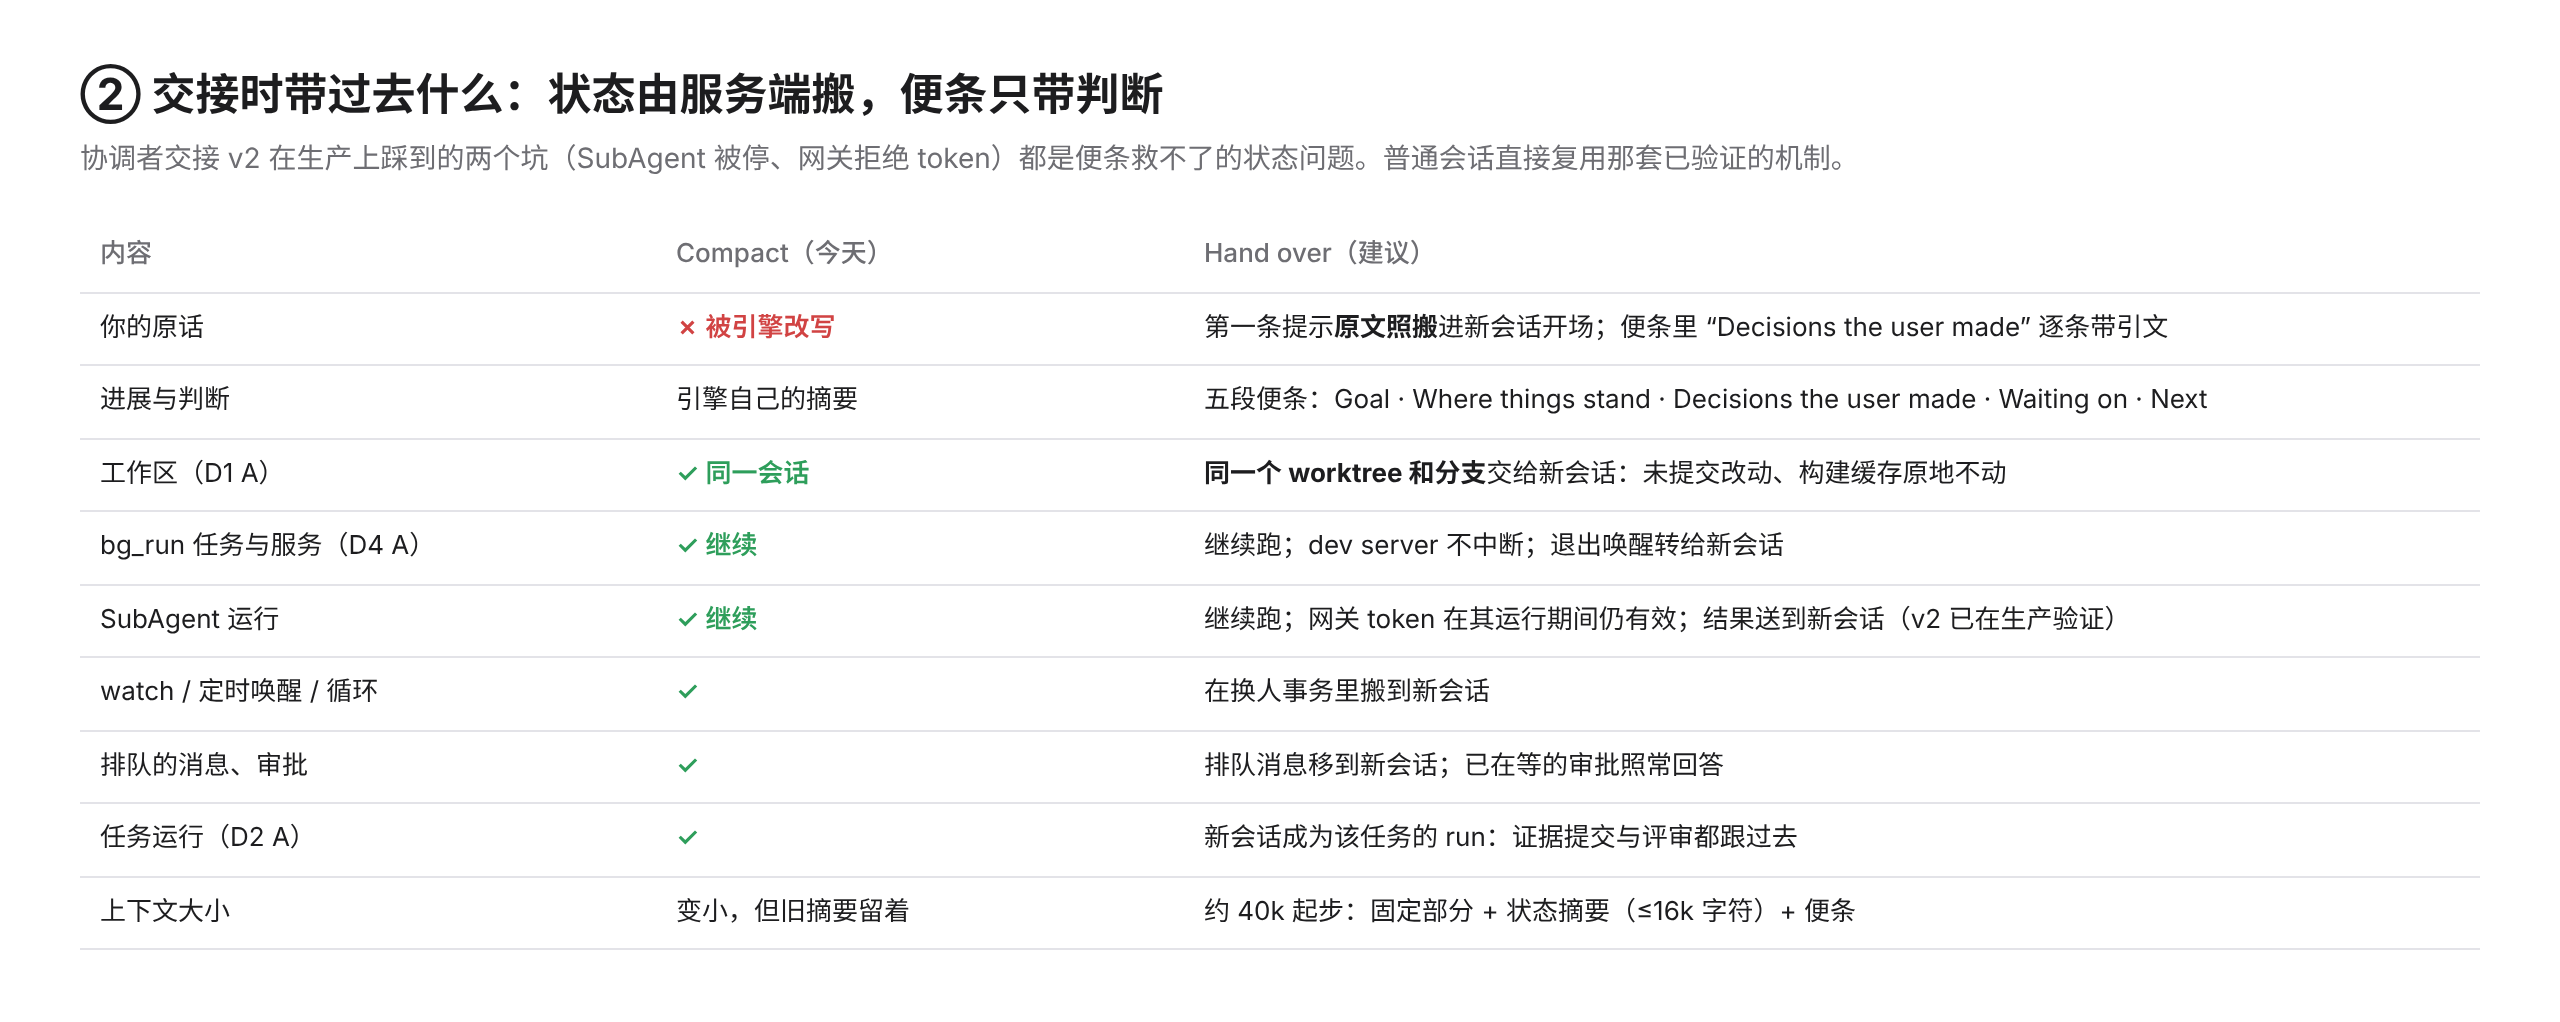 ② 交接时带过去什么：状态由服务端搬，便条只带判断
协调者交接 v2 在生产上踩到的两个坑（SubAgent 被停、网关拒绝 token）都是便条救不了的状态问题。普通会话直接复用那套已验证的机制。
内容 Compact（今天） Hand over（建议）
你的原话 × 被引擎改写 第一条提示原文照搬进新会话开场；便条里 “Decisions the user made” 逐条带引文
进展与判断 引擎自己的摘要 五段便条：Goal · Where things stand · Decisions the user made · Waiting on · Next
工作区（D1 A） ✓ 同一会话 同一个 worktree 和分支交给新会话：未提交改动、构建缓存原地不动
bg_run 任务与服务（D4 A） ✓ 继续 继续跑；dev server 不中断；退出唤醒转给新会话
SubAgent 运行 ✓ 继续 继续跑；网关 token 在其运行期间仍有效；结果送到新会话（v2 已在生产验证）
watch / 定时唤醒 / 循环 ✓ 在换人事务里搬到新会话
排队的消息、审批 ✓ 排队消息移到新会话；已在等的审批照常回答
任务运行（D2 A） ✓ 新会话成为该任务的 run：证据提交与评审都跟过去
上下文大小 变小，但旧摘要留着 约 40k 起步：固定部分 + 状态摘要（≤16k 字符）+ 便条